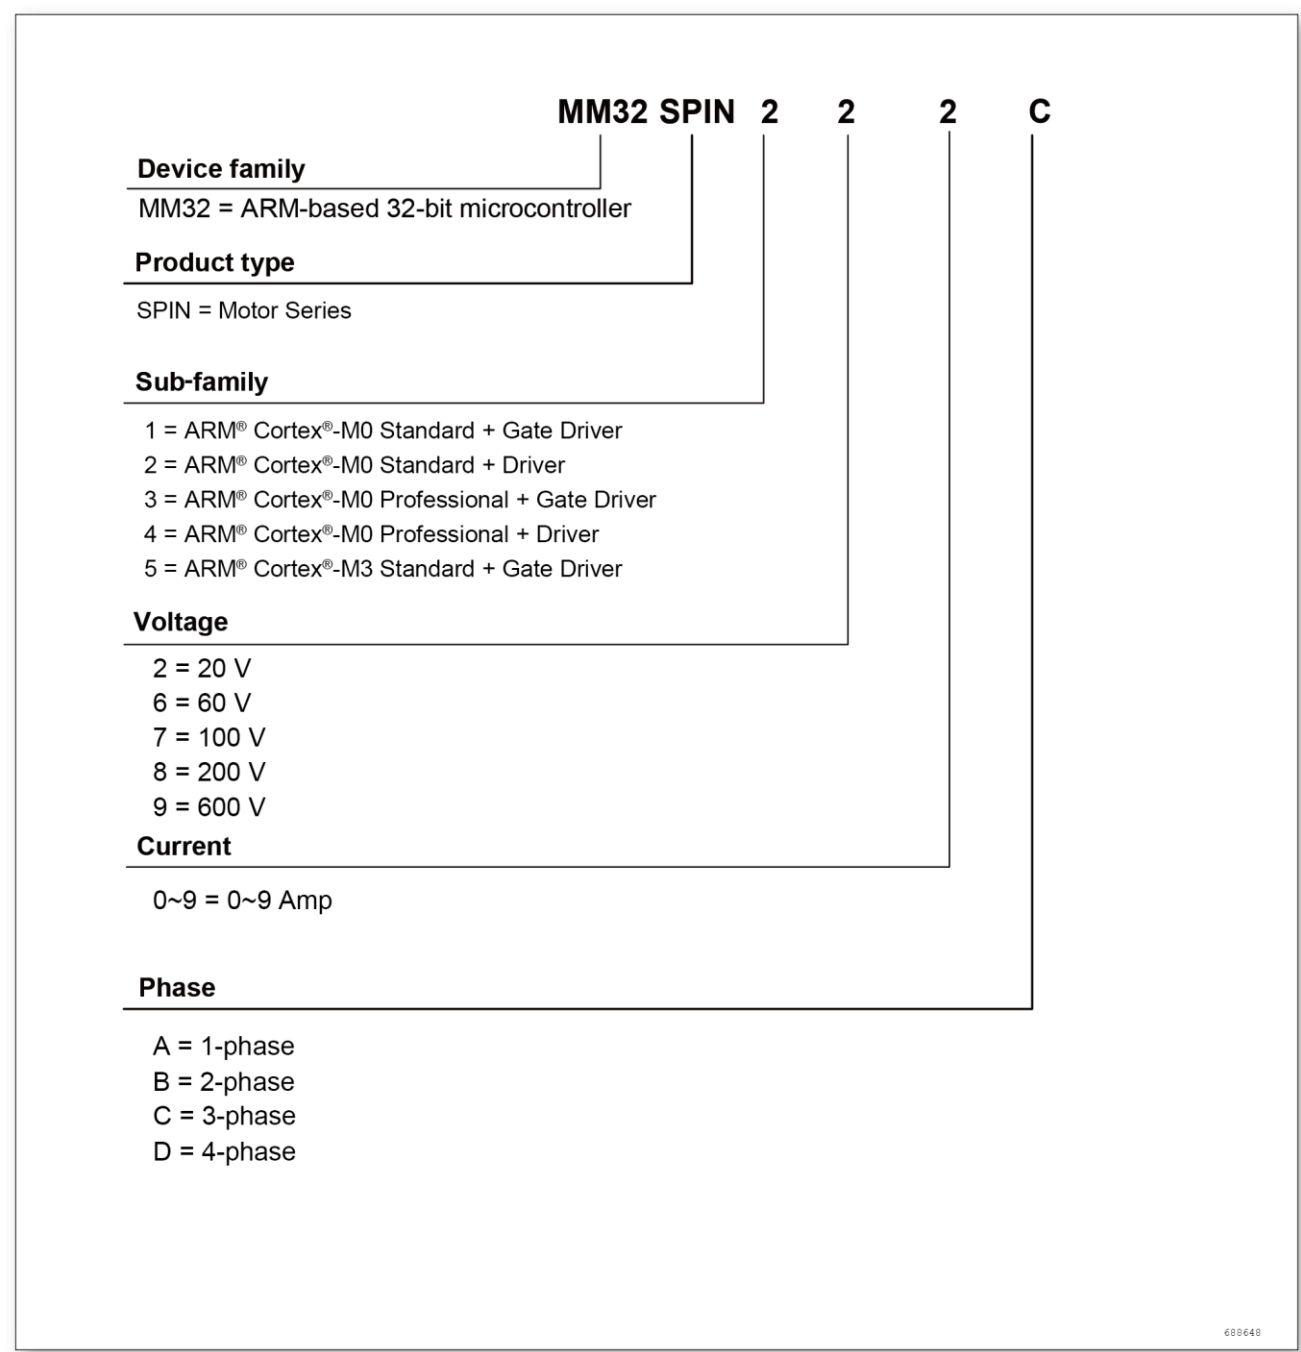 MM32 SPIN 2 2 2 C
Device family
MM32 = ARM-based 32-bit microcontroller
Product type
SPIN = Motor Series
Sub-family
1 = ARM® Cortex®-M0 Standard + Gate Driver
2 = ARM® Cortex®-M0 Standard + Driver
3 = ARM® Cortex®-M0 Professional + Gate Driver
4 = ARM® Cortex®-M0 Professional + Driver
5 = ARM® Cortex®-M3 Standard + Gate Driver
Voltage
2 = 20 V
6 = 60 V
7 = 100 V
8 = 200 V
9 = 600 V
Current
0~9 = 0~9 Amp
Phase
A = 1-phase
B = 2-phase
C = 3-phase
D = 4-phase
688648